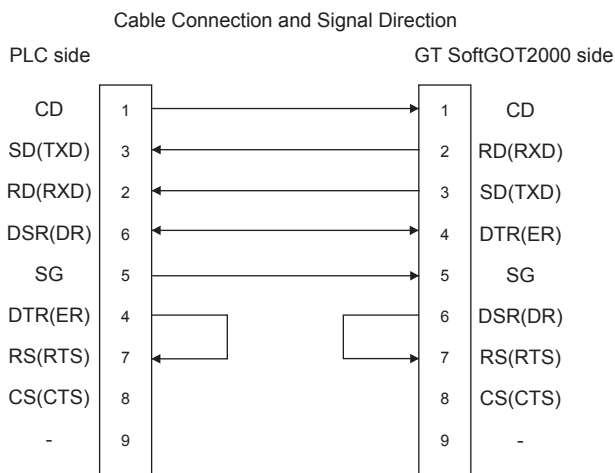 Cable Connection and Signal Direction
PLC side GT SoftGOT2000 side
CD 1 1 CD
SD(TXD) 3 2 RD(RXD)
RD(RXD) 2 3 SD(TXD)
DSR(DR) 6 4 DTR(ER)
SG 5 5 SG
DTR(ER) 4 6 DSR(DR)
RS(RTS) 7 7 RS(RTS)
CS(CTS) 8 8 CS(CTS)
- 9 9 -